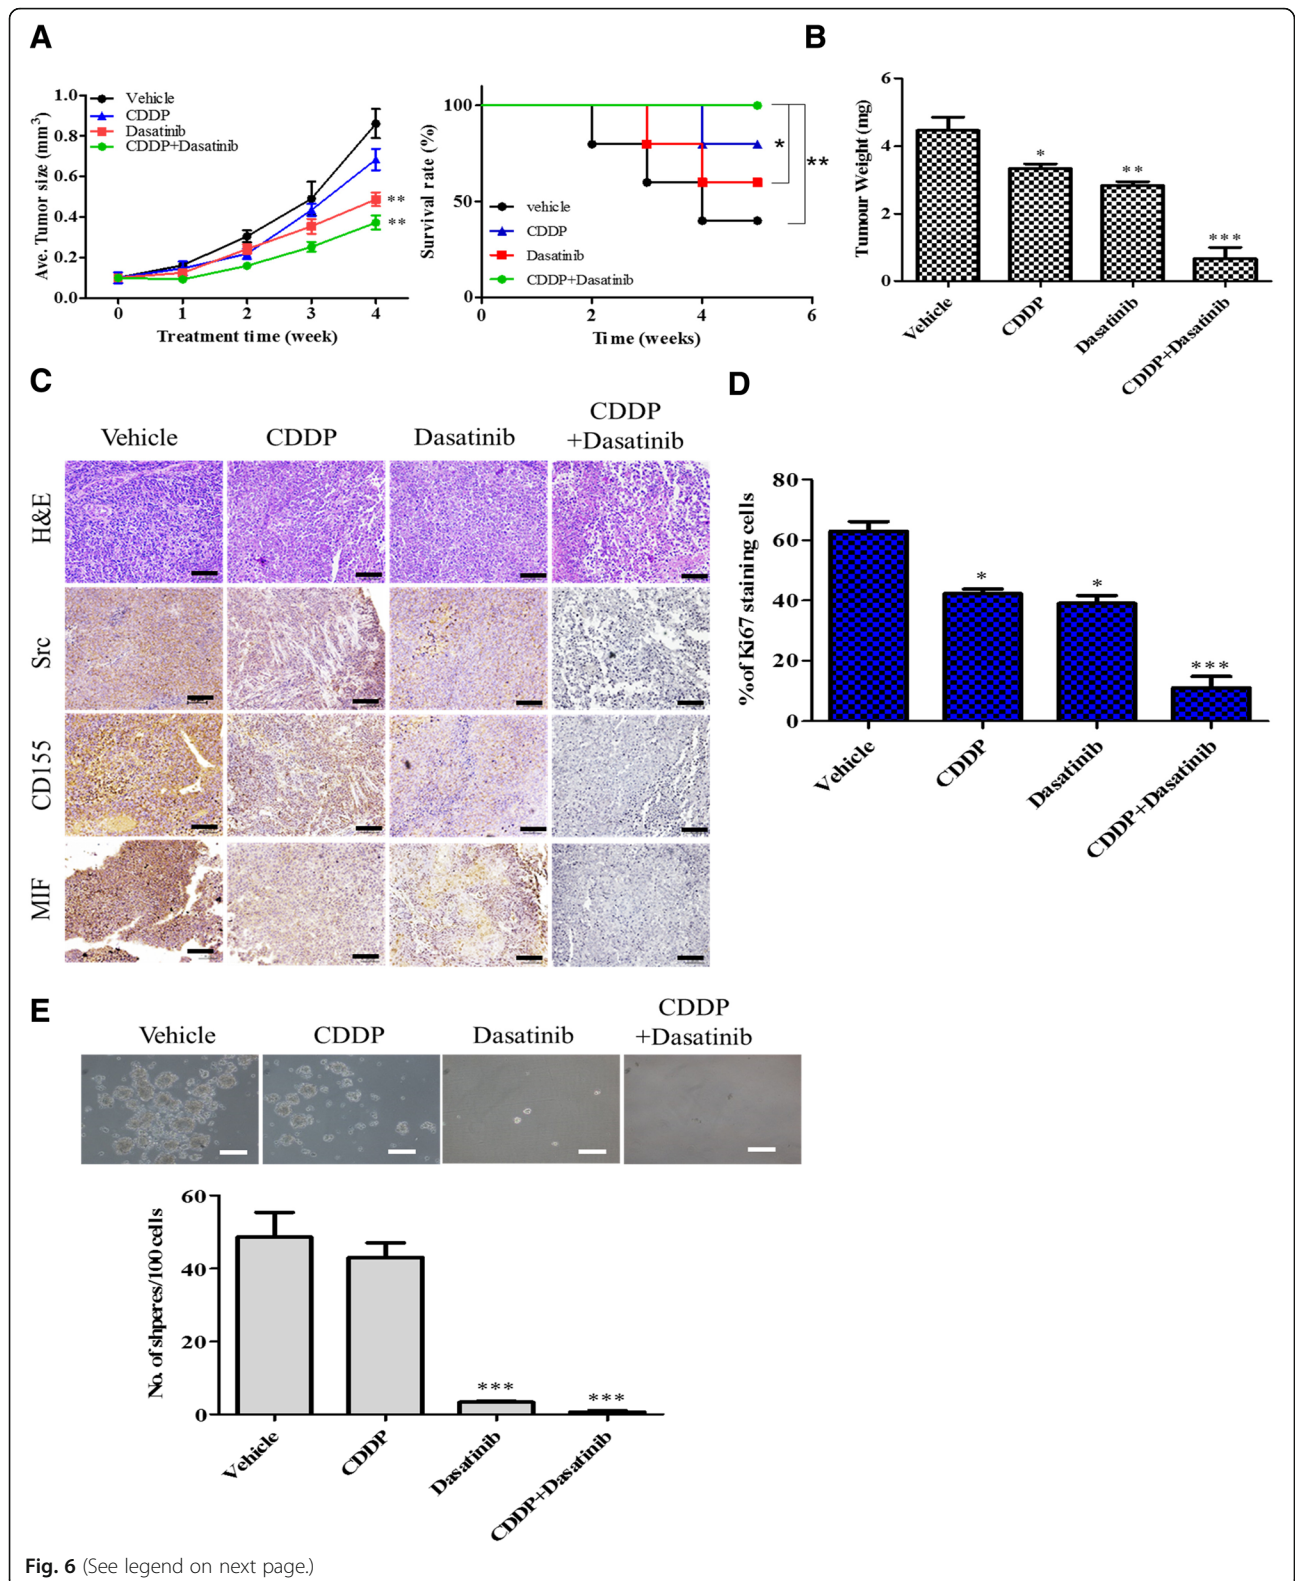 A
1.0
0.8
0.6
0.4
0.2
0.0
Ave. Tumor size (mm³)
Vehicle
CDDP
Dasatinib
CDDP+Dasatinib
**
**
0 1 2 3 4
Treatment time (week)
100
50
0
Survival rate (%)
vehicle
CDDP
Dasatinib
CDDP+Dasatinib
*
**
0 2 4 6
Time (weeks)
B
6
4
2
0
Tumour Weight (mg)
*
**
***
Vehicle
CDDP
Dasatinib
CDDP+Dasatinib
C
Vehicle
CDDP
Dasatinib
CDDP
+Dasatinib
H&E
Src
CD155
MIF
D
80
60
40
20
0
% of Ki67 staining cells
*
*
***
Vehicle
CDDP
Dasatinib
CDDP+Dasatinib
E
Vehicle
CDDP
Dasatinib
CDDP
+Dasatinib
60
40
20
0
No. of shperes/100 cells
***
***
Vehicle
CDDP
Dasatinib
CDDP+Dasatinib
Fig. 6 (See legend on next page.)